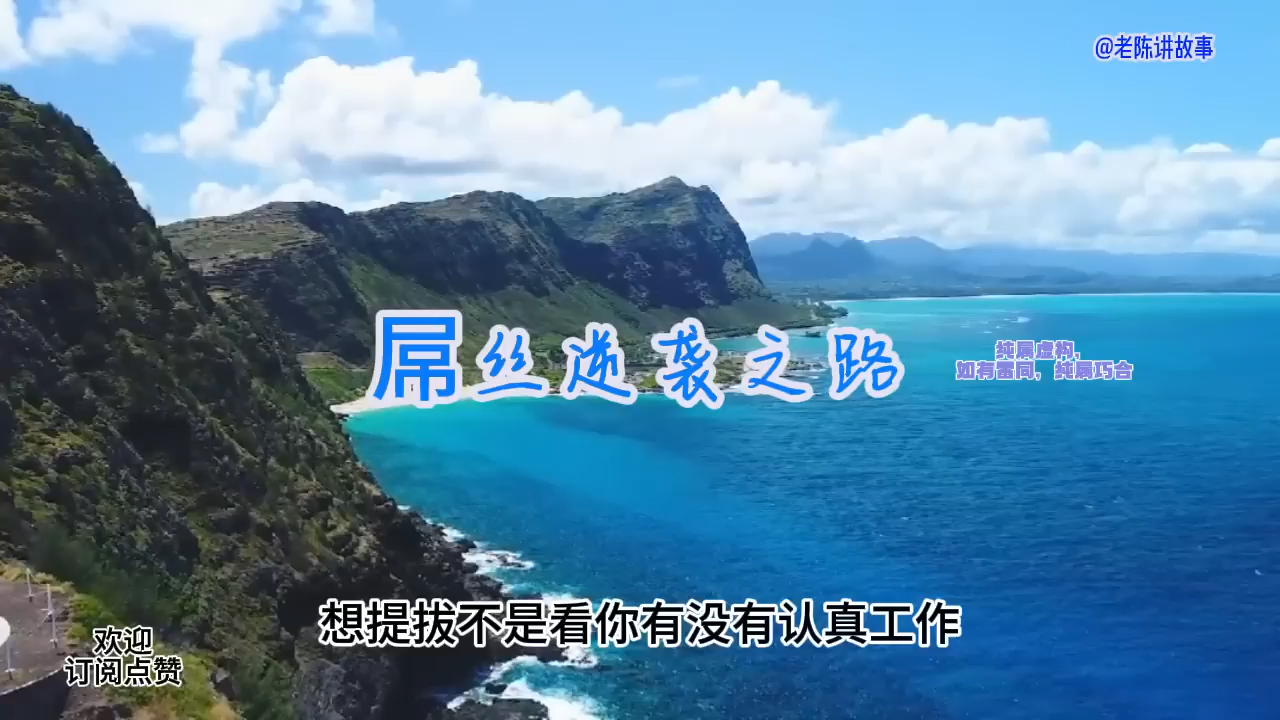 @老陈讲故事
屌丝逆袭之路
纯属虚构，
如有雷同，纯属巧合
想提拔不是看你有没有认真工作
欢迎
订阅点赞